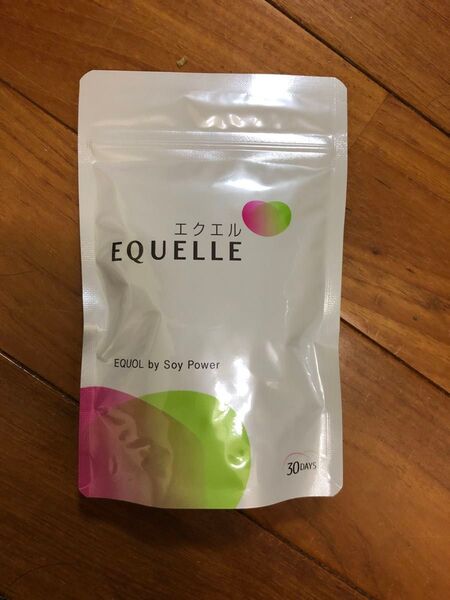 エクエル
EQUELLE
EQUOL by Soy Power
30DAYS